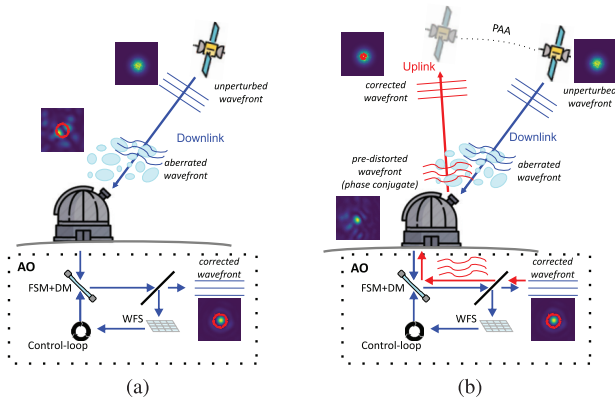 unperturbed
wavefront
Downlink
aberrated
wavefront
AO
FSM+DM
corrected
wavefront
WFS
Control-loop
(a)
PAA
Uplink
corrected
wavefront
unperturbed
wavefront
Downlink
pre-distorted
wavefront
(phase conjugate)
aberrated
wavefront
AO
FSM+DM
corrected
wavefront
WFS
Control-loop
(b)